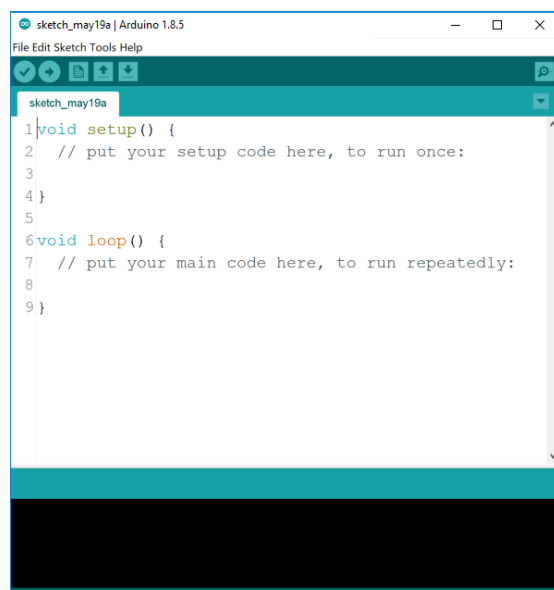 sketch_may19a | Arduino 1.8.5
File Edit Sketch Tools Help
sketch_may19a
1 void setup() {
2   // put your setup code here, to run once:
3
4 }
5
6 void loop() {
7   // put your main code here, to run repeatedly:
8
9 }